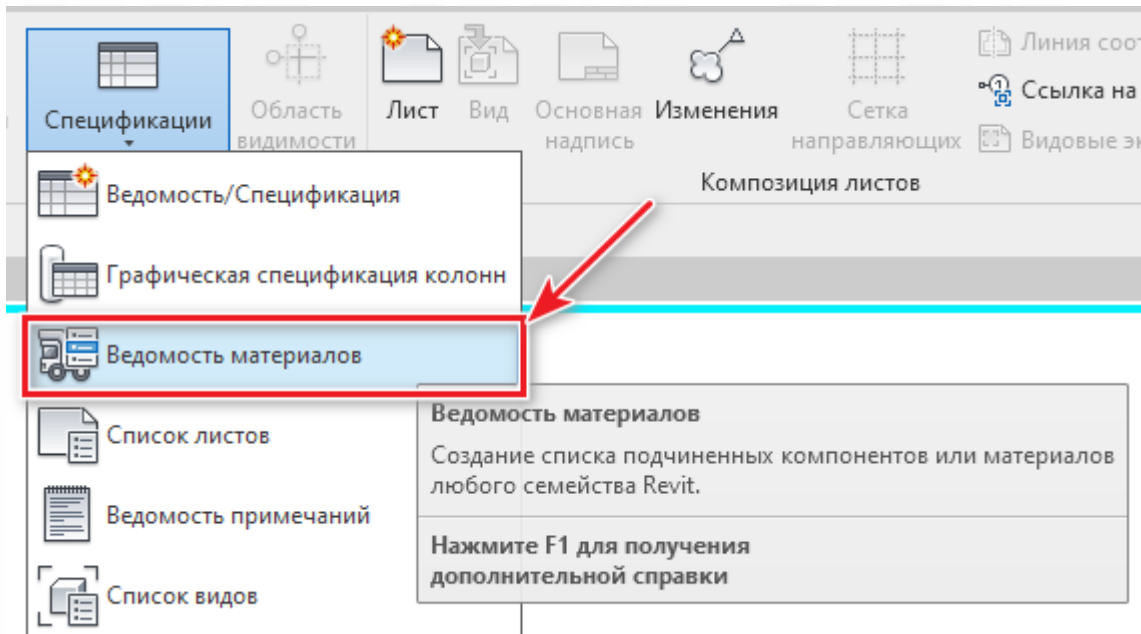 Спецификации
Область
видимости
Лист
Вид
Основная
надпись
Изменения
Сетка
направляющих
Линия
Ссылка на
Видовые
Композиция листов
Ведомость/Спецификация
Графическая спецификация колонн
Ведомость материалов
Список листов
Ведомость примечаний
Список видов
Ведомость материалов
Создание списка подчиненных компонентов или материалов
любого семейства Revit.
Нажмите F1 для получения
дополнительной справки